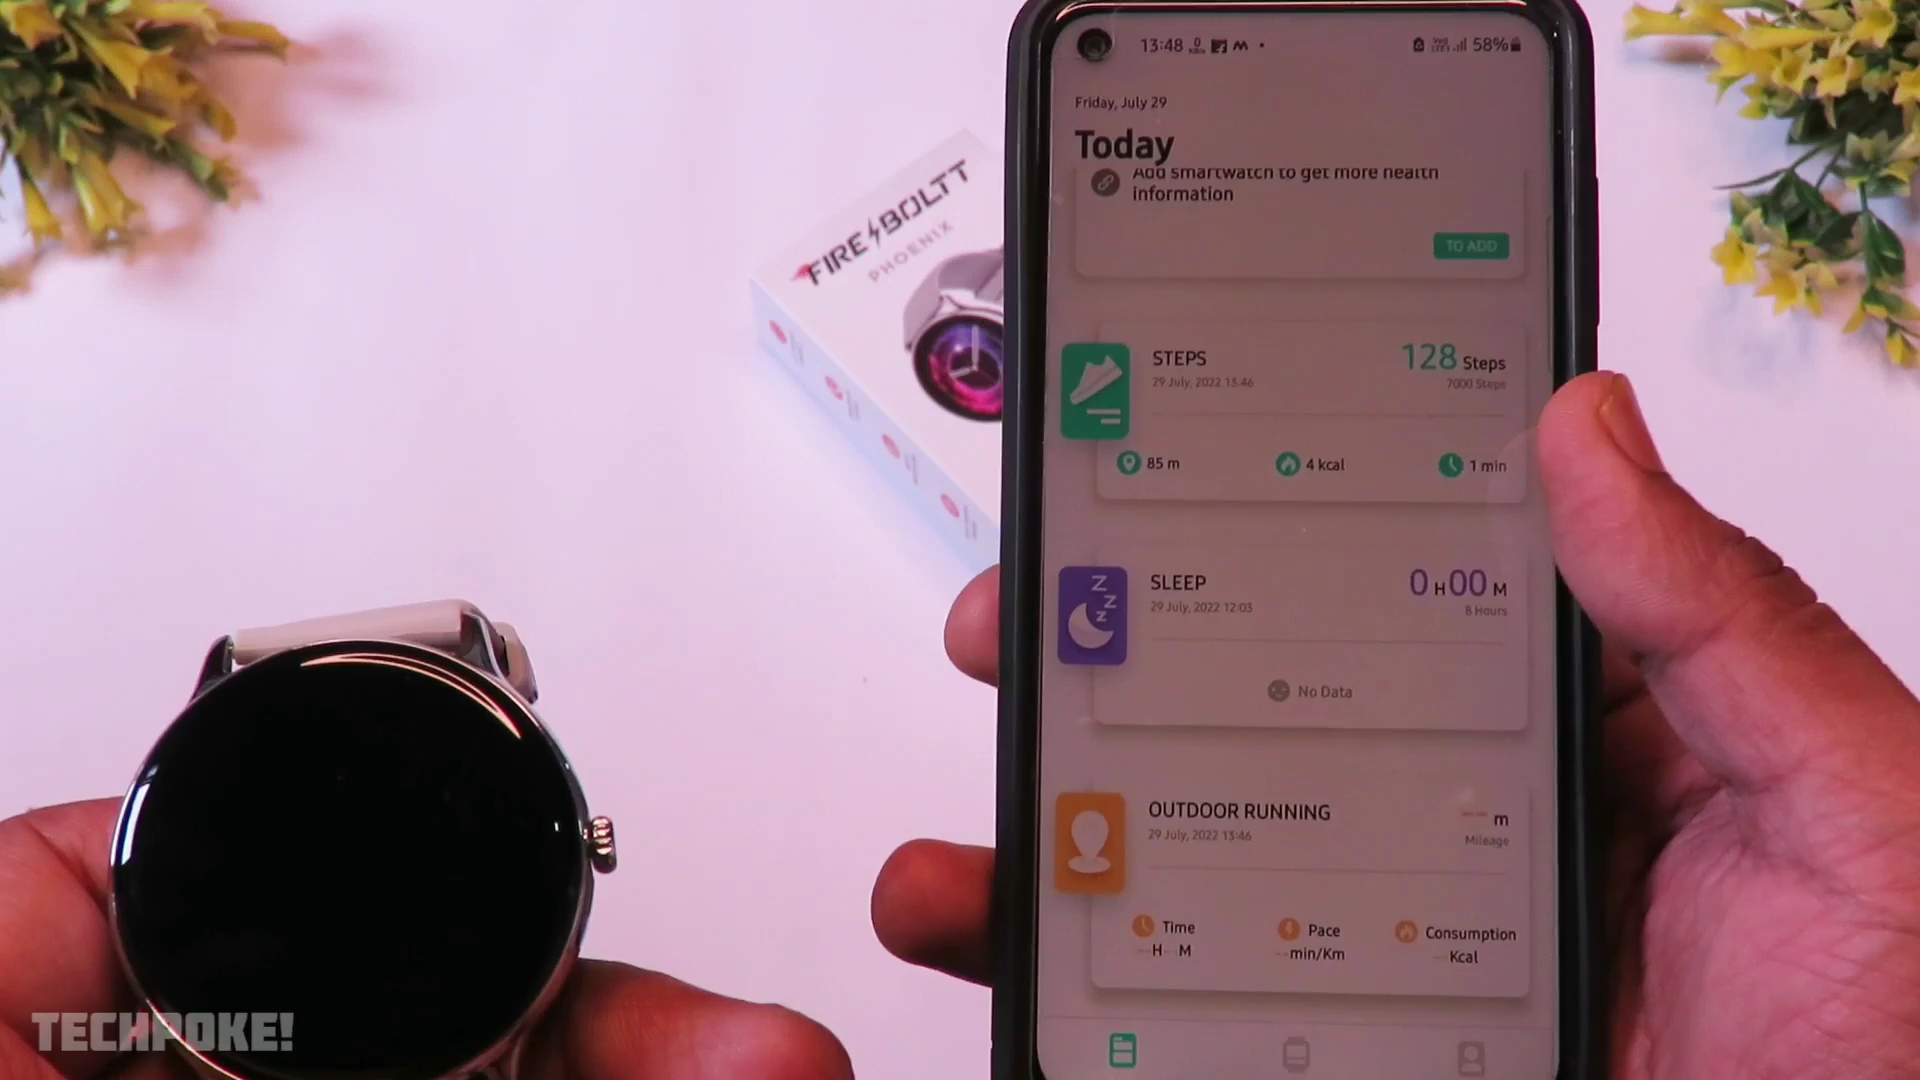 13:48
58%
Friday, July 29
Today
Add smartwatch to get more health
information
TO ADD
FIRE BOLTT
PHOENIX
STEPS
128 Steps
29 July, 2022 13:46
7000 Steps
85 m
4 kcal
1 min
SLEEP
0 H 00 M
29 July, 2022 12:03
8 Hours
No Data
OUTDOOR RUNNING
-- m
29 July, 2022 13:46
Mileage
Time
Pace
Consumption
--H--M
--min/Km
--Kcal
TECHPOKE!